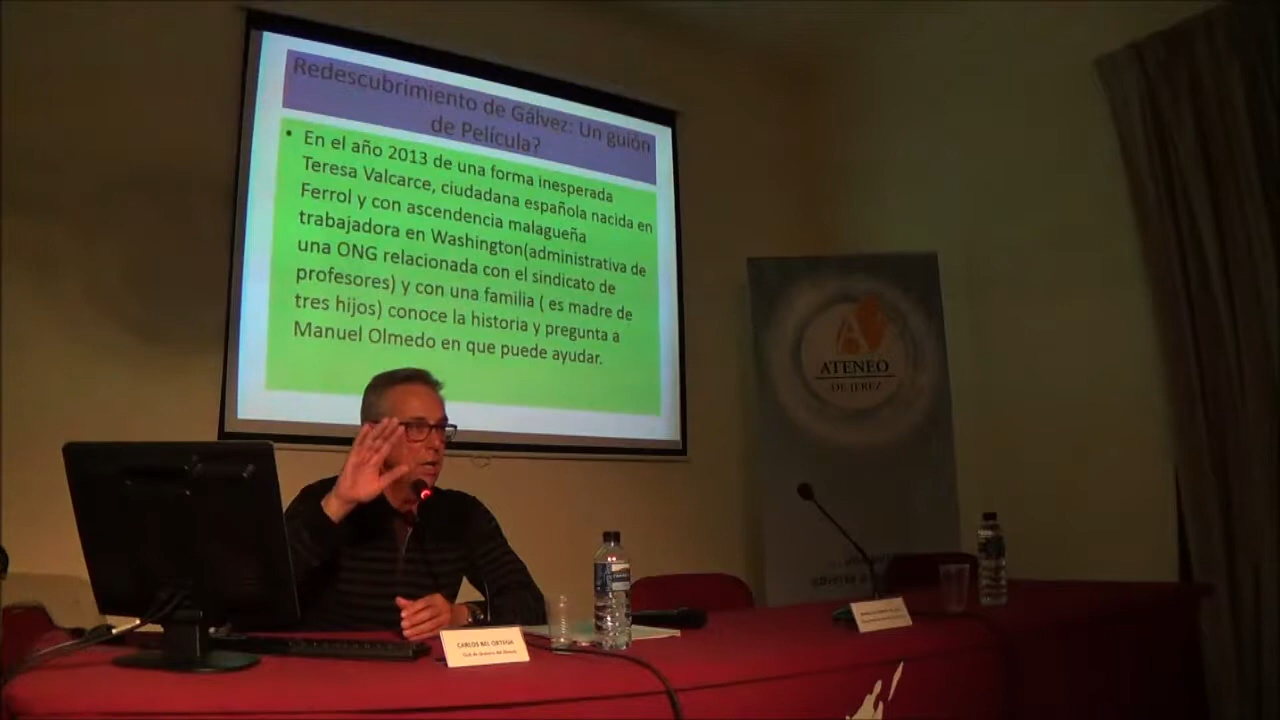 Redescubrimiento de Gálvez: Un guión
de Película?
• En el año 2013 de una forma inesperada
Teresa Valcarce, ciudadana española nacida en
Ferrol y con ascendencia malagueña
trabajadora en Washington(administrativa de
una ONG relacionada con el sindicato de
profesores) y con una familia ( es madre de
tres hijos) conoce la historia y pregunta a
Manuel Olmedo en que puede ayudar.
ATENEO
DE JEREZ
CARLOS BEL ORTEGA